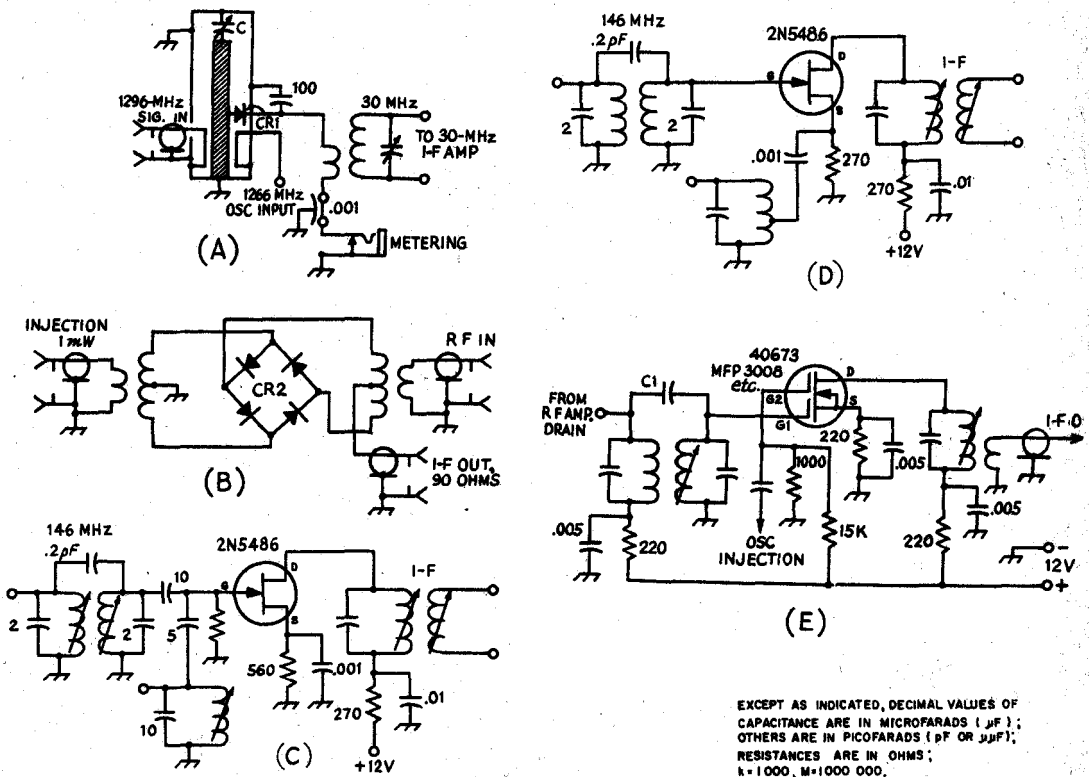 C
100
CR1
1296-MHz
SIG. IN
30 MHz
TO 30-MHz
I-F AMP
1266 MHz
OSC INPUT
.001
METERING
(A)
INJECTION
1 mW
CR2
RF IN
I-F OUT,
90 OHMS
(B)
146 MHz
.2pF
2
2
10
5
10
2N5486
G
D
S
560
.001
I-F
270
.01
+12V
(C)
146 MHz
.2pF
2
2
2N5486
G
D
S
.001
270
I-F
270
.01
+12V
(D)
40673
MFP3008
etc.
FROM
RF AMP.
DRAIN
C1
G2
G1
D
S
220
.005
1000
I-F.O
.005
220
OSC
INJECTION
15K
220
.005
-
12V
+
(E)
EXCEPT AS INDICATED, DECIMAL VALUES OF
CAPACITANCE ARE IN MICROFARADS ( µF ) ;
OTHERS ARE IN PICOFARADS ( pF OR µµF);
RESISTANCES ARE IN OHMS;
k=1000, M=1000 000.